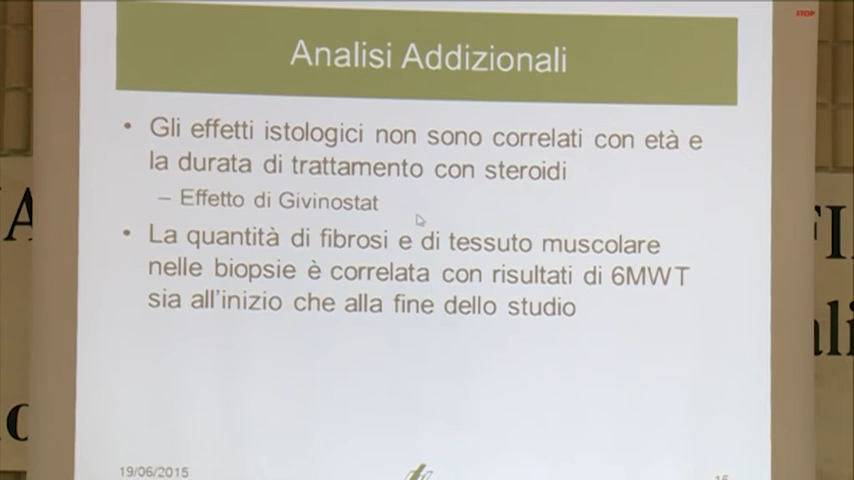 STOP
Analisi Addizionali
• Gli effetti istologici non sono correlati con età e
la durata di trattamento con steroidi
– Effetto di Givinostat
• La quantità di fibrosi e di tessuto muscolare
nelle biopsie è correlata con risultati di 6MWT
sia all'inizio che alla fine dello studio
19/06/2015